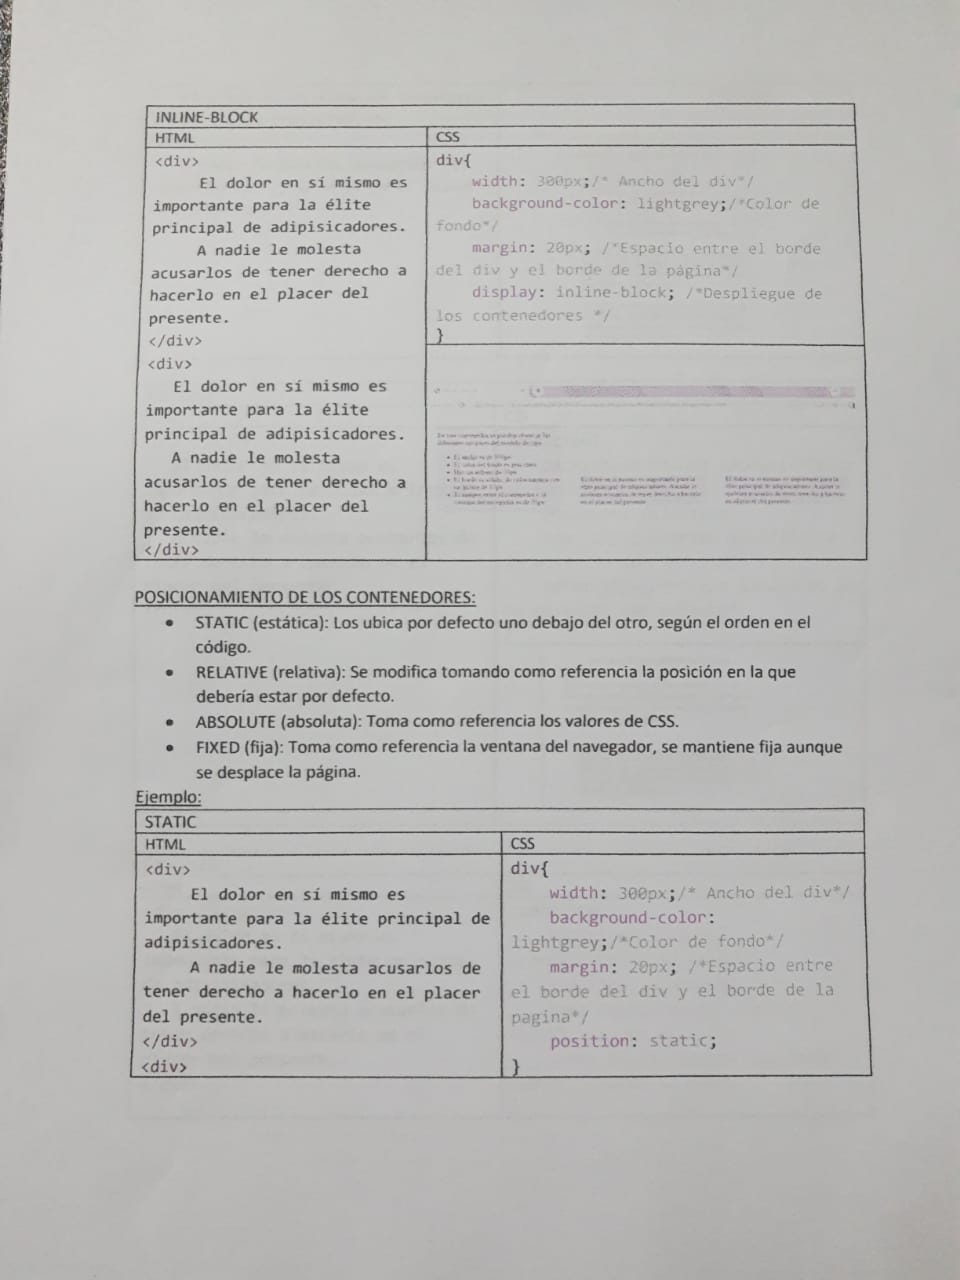 INLINE-BLOCK
HTML
CSS
<div>
El dolor en sí mismo es
importante para la élite
principal de adipisicadores.
A nadie le molesta
acusarlos de tener derecho a
hacerlo en el placer del
presente.
</div>
<div>
El dolor en sí mismo es
importante para la élite
principal de adipisicadores.
A nadie le molesta
acusarlos de tener derecho a
hacerlo en el placer del
presente.
</div>
div{
width: 300px;/* Ancho del div*/
background-color: lightgrey;/*Color de
fondo*/
margin: 20px; /*Espacio entre el borde
del div y el borde de la página*/
display: inline-block; /*Despliegue de
los contenedores */
}
POSICIONAMIENTO DE LOS CONTENEDORES:
• STATIC (estática): Los ubica por defecto uno debajo del otro, según el orden en el
código.
• RELATIVE (relativa): Se modifica tomando como referencia la posición en la que
debería estar por defecto.
• ABSOLUTE (absoluta): Toma como referencia los valores de CSS.
• FIXED (fija): Toma como referencia la ventana del navegador, se mantiene fija aunque
se desplace la página.
Ejemplo:
STATIC
HTML
CSS
<div>
El dolor en sí mismo es
importante para la élite principal de
adipisicadores.
A nadie le molesta acusarlos de
tener derecho a hacerlo en el placer
del presente.
</div>
<div>
div{
width: 300px;/* Ancho del div*/
background-color:
lightgrey;/*Color de fondo*/
margin: 20px; /*Espacio entre
el borde del div y el borde de la
pagina*/
position: static;
}